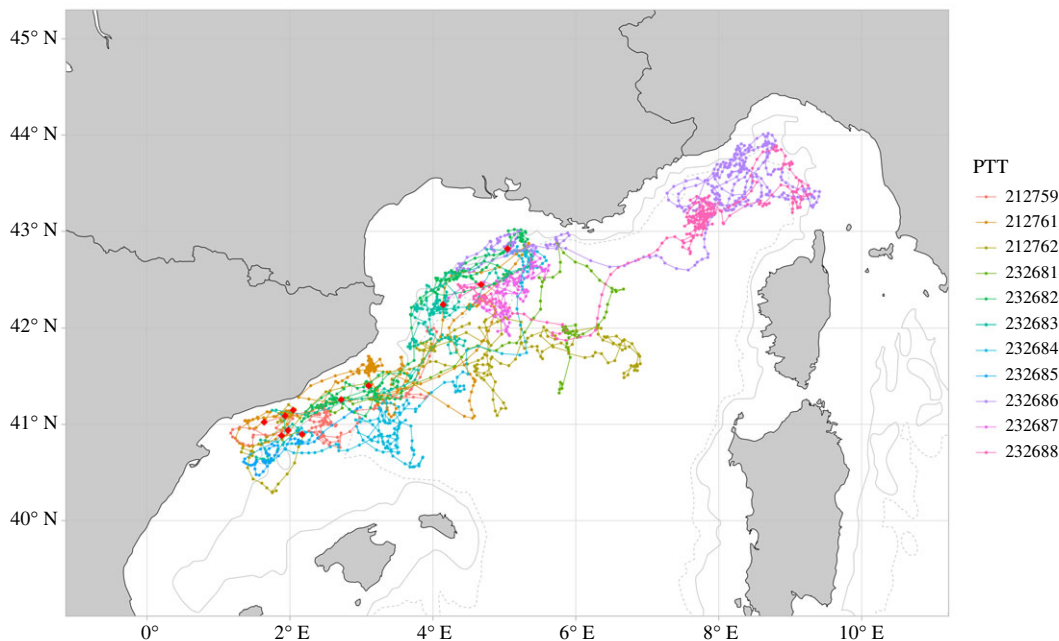 45° N
44° N
43° N
42° N
41° N
40° N
0°
2° E
4° E
6° E
8° E
10° E
PTT
212759
212761
212762
232681
232682
232683
232684
232685
232686
232687
232688